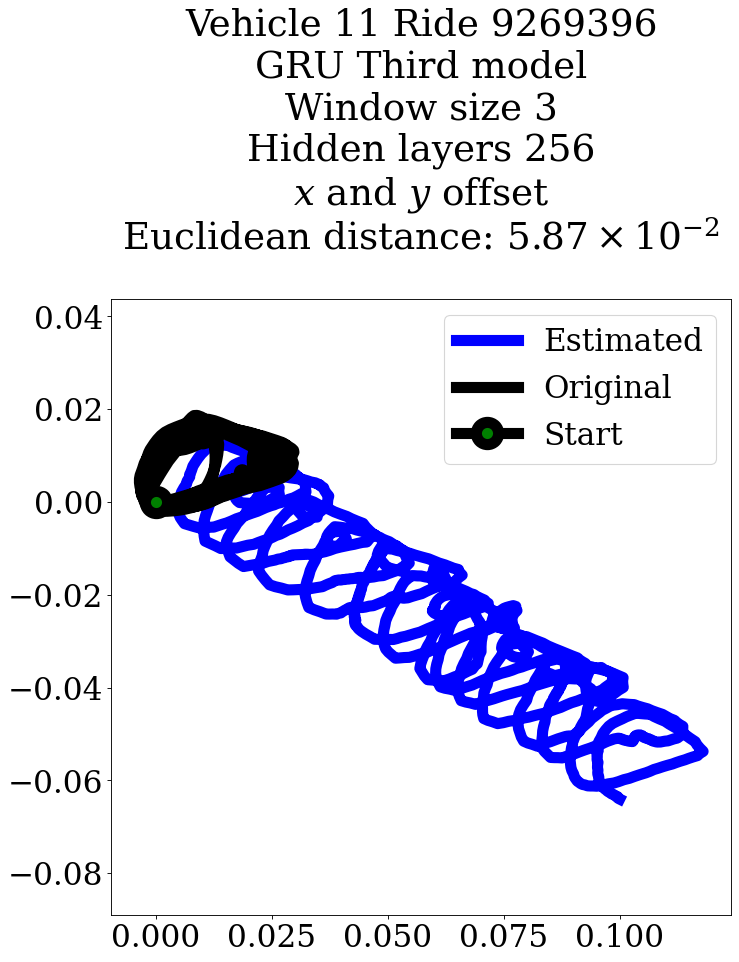 Vehicle 11 Ride 9269396
GRU Third model
Window size 3
Hidden layers 256
x and y offset
Euclidean distance: 5.87 × 10⁻²
Estimated
Original
Start
0.04
0.02
0.00
−0.02
−0.04
−0.06
−0.08
0.000 0.025 0.050 0.075 0.100